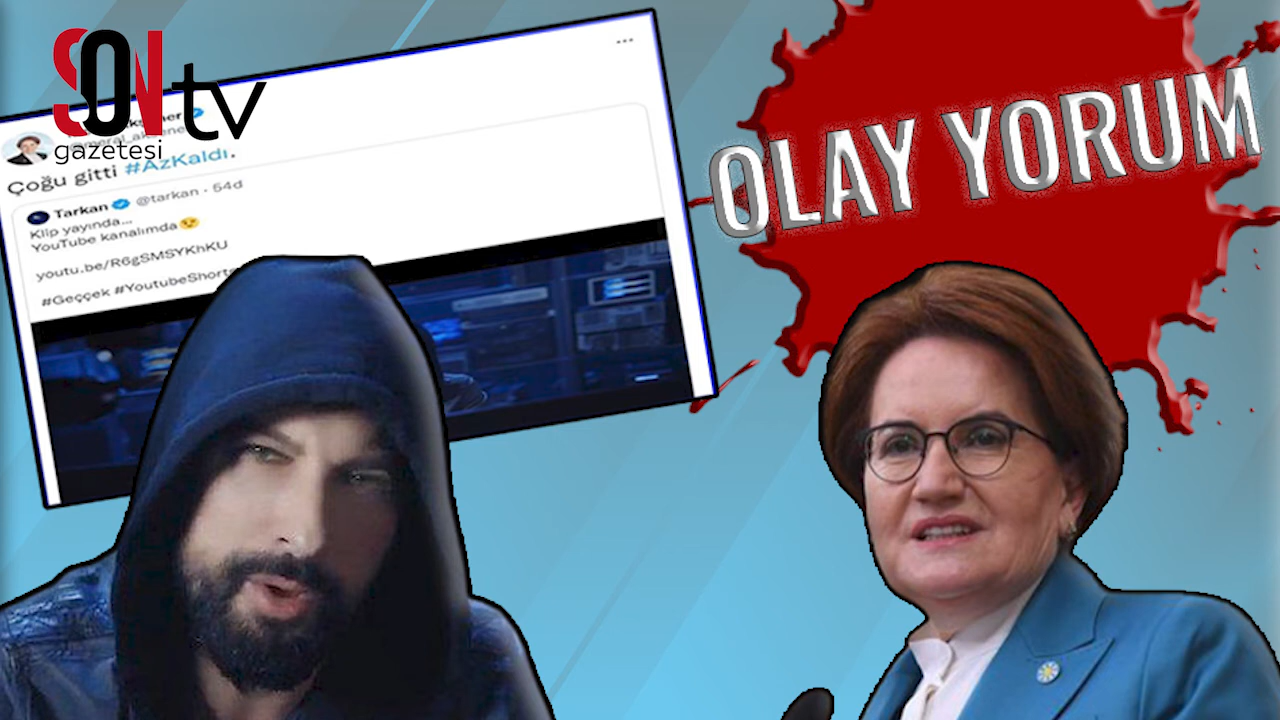 SON tv
gazetesi
OLAY YORUM
Çoğu gitti #AzKaldı.
Tarkan @tarkan · 54d
Klip yayında...
YouTube kanalımda😉
youtu.be/R6gSMSYKhKU
#Geççek #YoutubeShorts